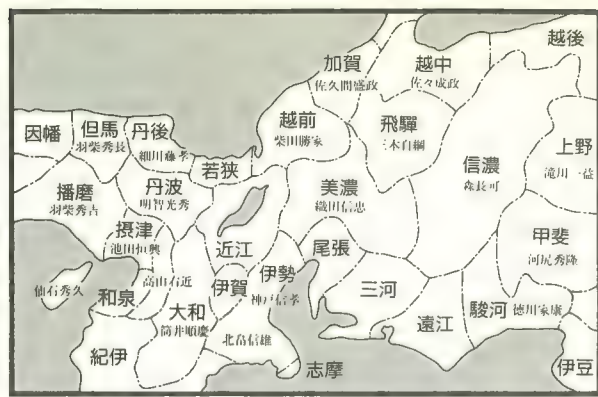 越後
加賀
佐久間盛政
越中
佐々成政
因幡
但馬
羽柴秀長
丹後
細川藤孝
若狭
越前
柴田勝家
飛騨
三木自綱
信濃
森長可
上野
滝川一益
播磨
羽柴秀吉
丹波
明智光秀
美濃
織田信忠
摂津
池田恒興
高山右近
近江
尾張
甲斐
河尻秀隆
伊賀
伊勢
神戸信孝
三河
遠江
駿河
徳川家康
仙石秀久
和泉
大和
筒井順慶
北畠信雄
紀伊
志摩
伊豆